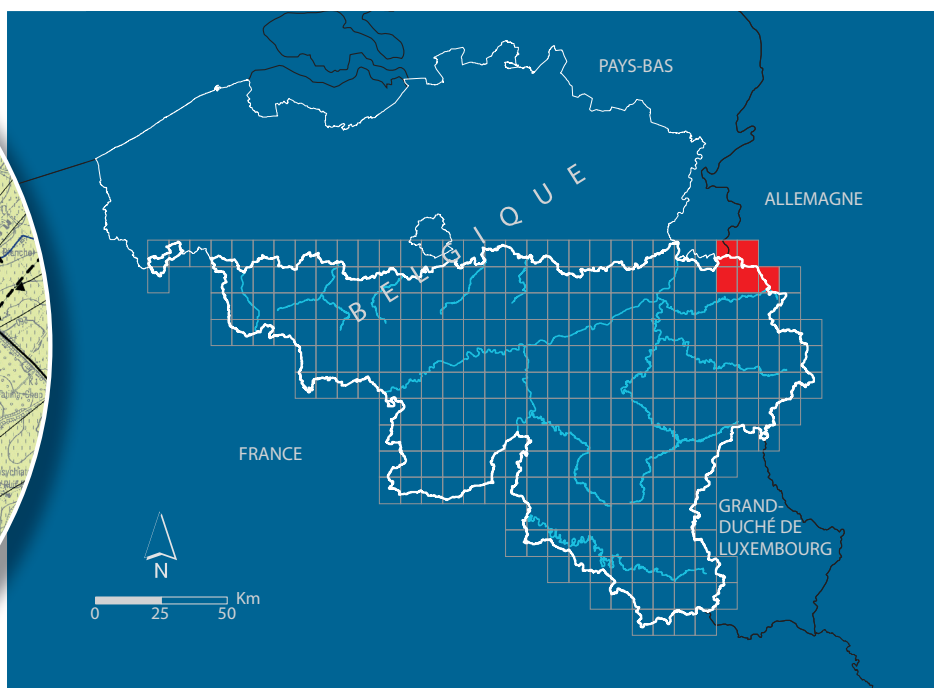 PAYS-BAS
ALLEMAGNE
BELGIQUE
FRANCE
GRAND-
DUCHÉ DE
LUXEMBOURG
N
Km
0 25 50